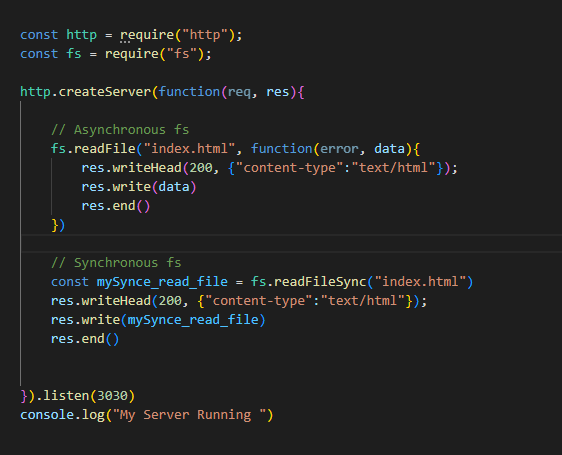 const http = require("http");
const fs = require("fs");
http.createServer(function(req, res){
// Asynchronous fs
fs.readFile("index.html", function(error, data){
res.writeHead(200, {"content-type":"text/html"});
res.write(data)
res.end()
})
// Synchronous fs
const mySynce_read_file = fs.readFileSync("index.html")
res.writeHead(200, {"content-type":"text/html"});
res.write(mySynce_read_file)
res.end()
}).listen(3030)
console.log("My Server Running ")